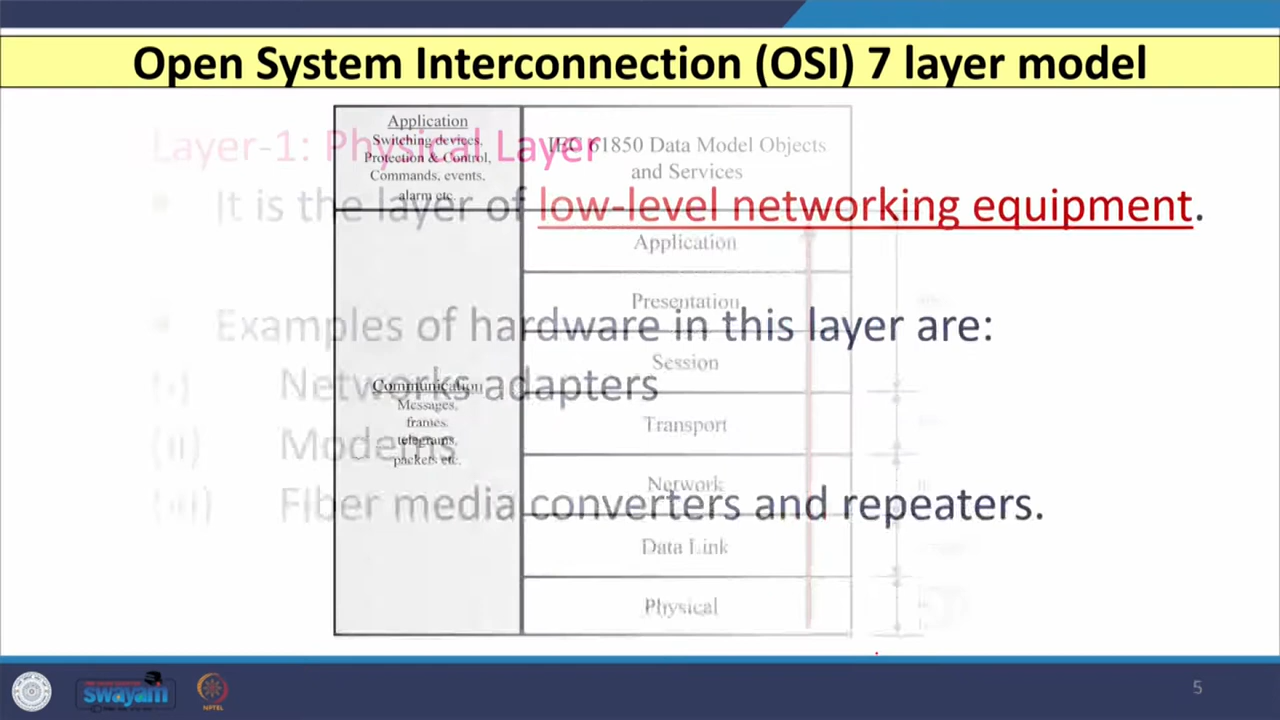 Open System Interconnection (OSI) 7 layer model
Layer-1: Physical Layer
It is the layer of low-level networking equipment.
Examples of hardware in this layer are:
(i) Networks adapters
(ii) Modems
(iii) Fiber media converters and repeaters.
Application
Switching devices,
Protection & Control,
Commands, events,
alarm etc.
Communication
Messages,
frames,
telegrams,
packets etc.
IEC 61850 Data Model Objects
and Services
Application
Presentation
Session
Transport
Network
Data Link
Physical
swayam
NPTEL
5